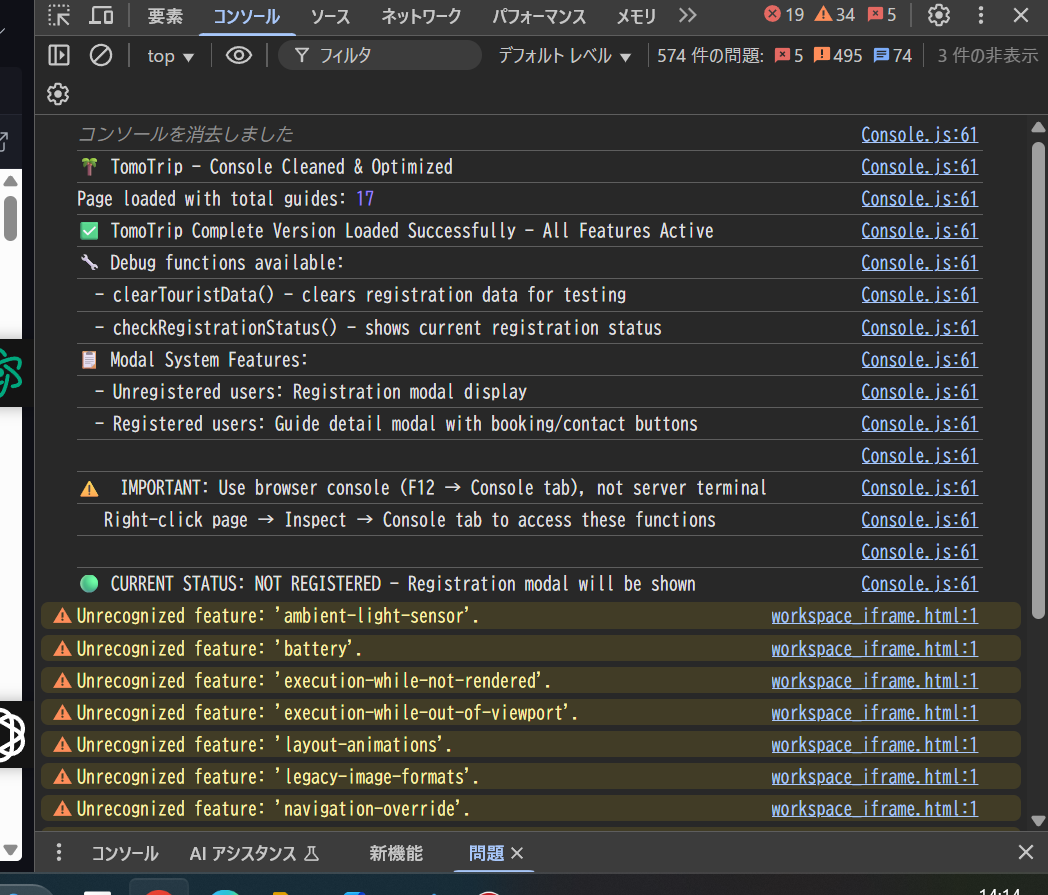 要素 コンソール ソース ネットワーク パフォーマンス メモリ 19 34 5
top フィルタ デフォルト レベル 574 件の問題: 5 495 74 3 件の非表示
コンソールを消去しました Console.js:61
🌴 TomoTrip - Console Cleaned & Optimized Console.js:61
Page loaded with total guides: 17 Console.js:61
✅ TomoTrip Complete Version Loaded Successfully - All Features Active Console.js:61
🔧 Debug functions available: Console.js:61
- clearTouristData() - clears registration data for testing Console.js:61
- checkRegistrationStatus() - shows current registration status Console.js:61
📋 Modal System Features: Console.js:61
- Unregistered users: Registration modal display Console.js:61
- Registered users: Guide detail modal with booking/contact buttons Console.js:61
Console.js:61
⚠️ IMPORTANT: Use browser console (F12 → Console tab), not server terminal Console.js:61
Right-click page → Inspect → Console tab to access these functions Console.js:61
Console.js:61
🟢 CURRENT STATUS: NOT REGISTERED - Registration modal will be shown Console.js:61
Unrecognized feature: 'ambient-light-sensor'. workspace_iframe.html:1
Unrecognized feature: 'battery'. workspace_iframe.html:1
Unrecognized feature: 'execution-while-not-rendered'. workspace_iframe.html:1
Unrecognized feature: 'execution-while-out-of-viewport'. workspace_iframe.html:1
Unrecognized feature: 'layout-animations'. workspace_iframe.html:1
Unrecognized feature: 'legacy-image-formats'. workspace_iframe.html:1
Unrecognized feature: 'navigation-override'. workspace_iframe.html:1
コンソール AI アシスタンス 新機能 問題
14:14